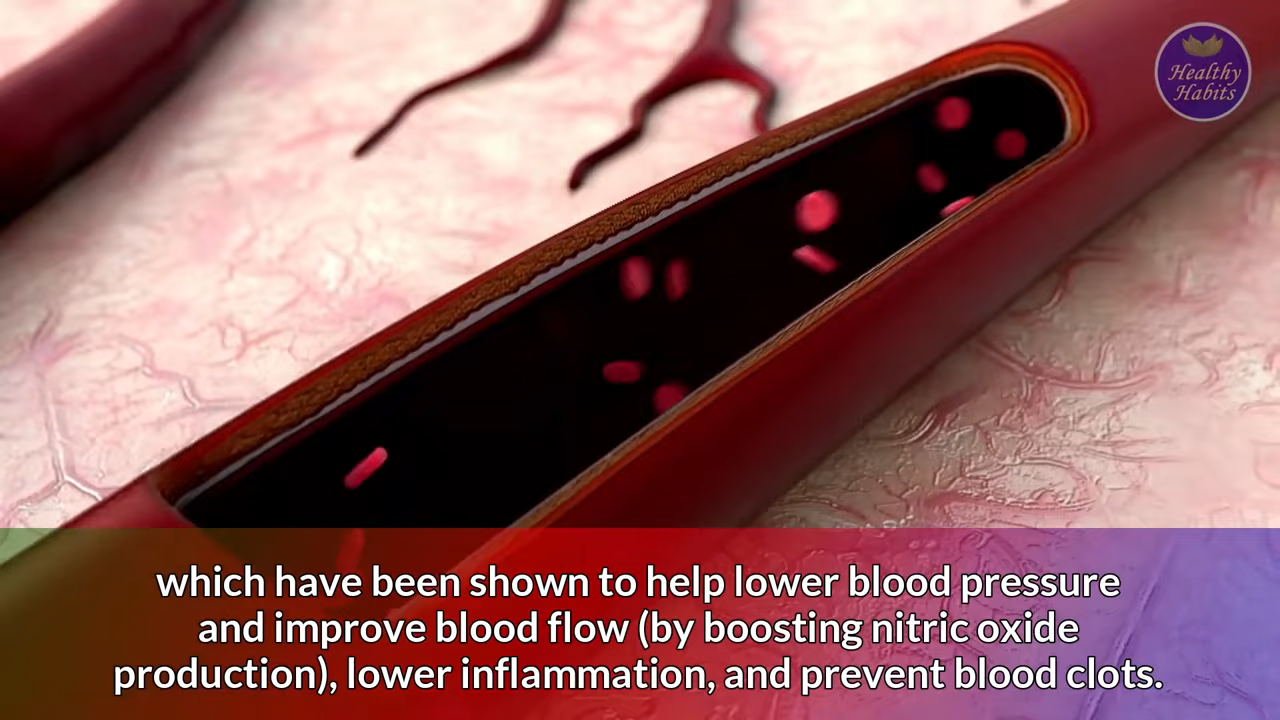 Healthy
Habits
which have been shown to help lower blood pressure
and improve blood flow (by boosting nitric oxide
production), lower inflammation, and prevent blood clots.